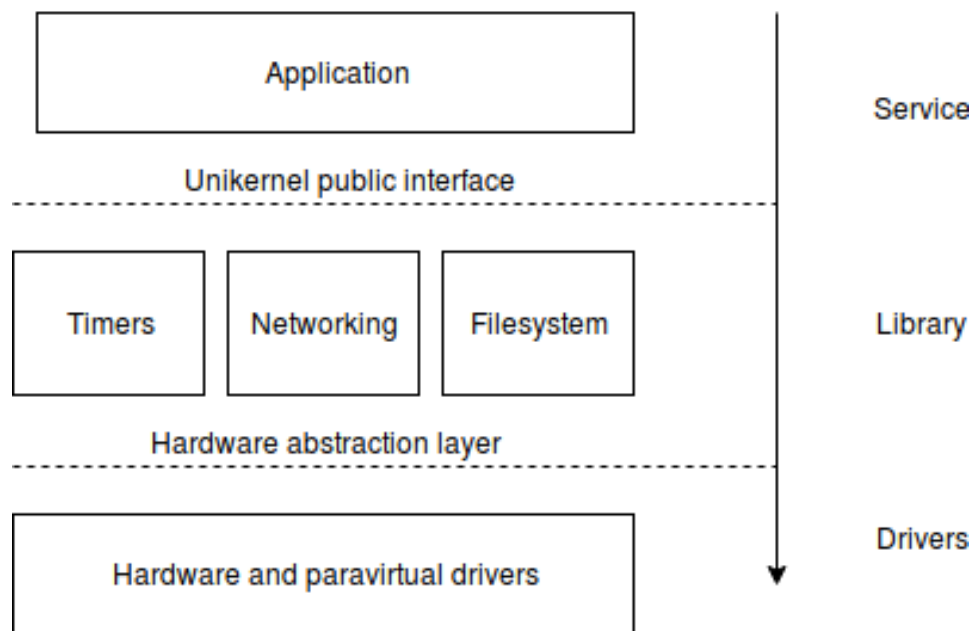 Application
Service
Unikernel public interface
Timers
Networking
Filesystem
Library
Hardware abstraction layer
Drivers
Hardware and paravirtual drivers